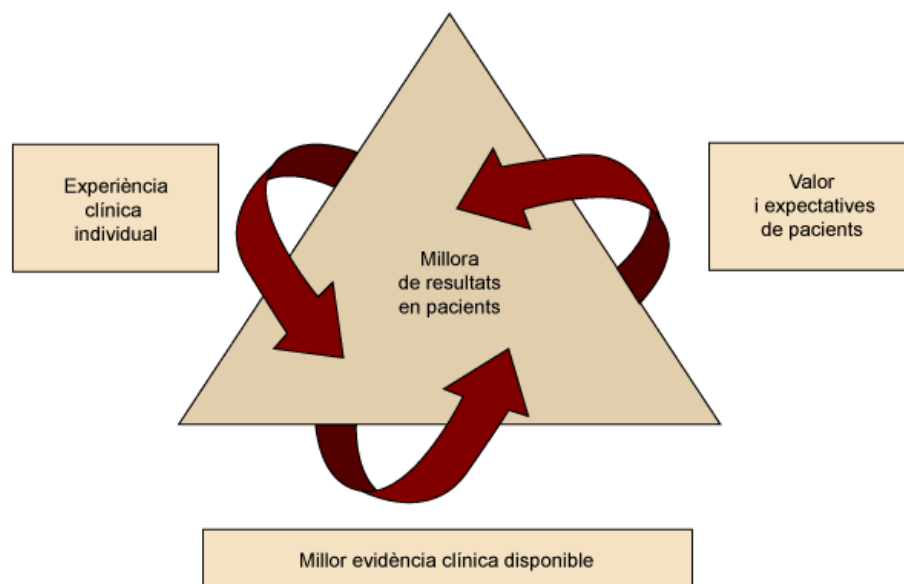 Experiència
clínica
individual
Valor
i expectatives
de pacients
Millora
de resultats
en pacients
Millor evidència clínica disponible